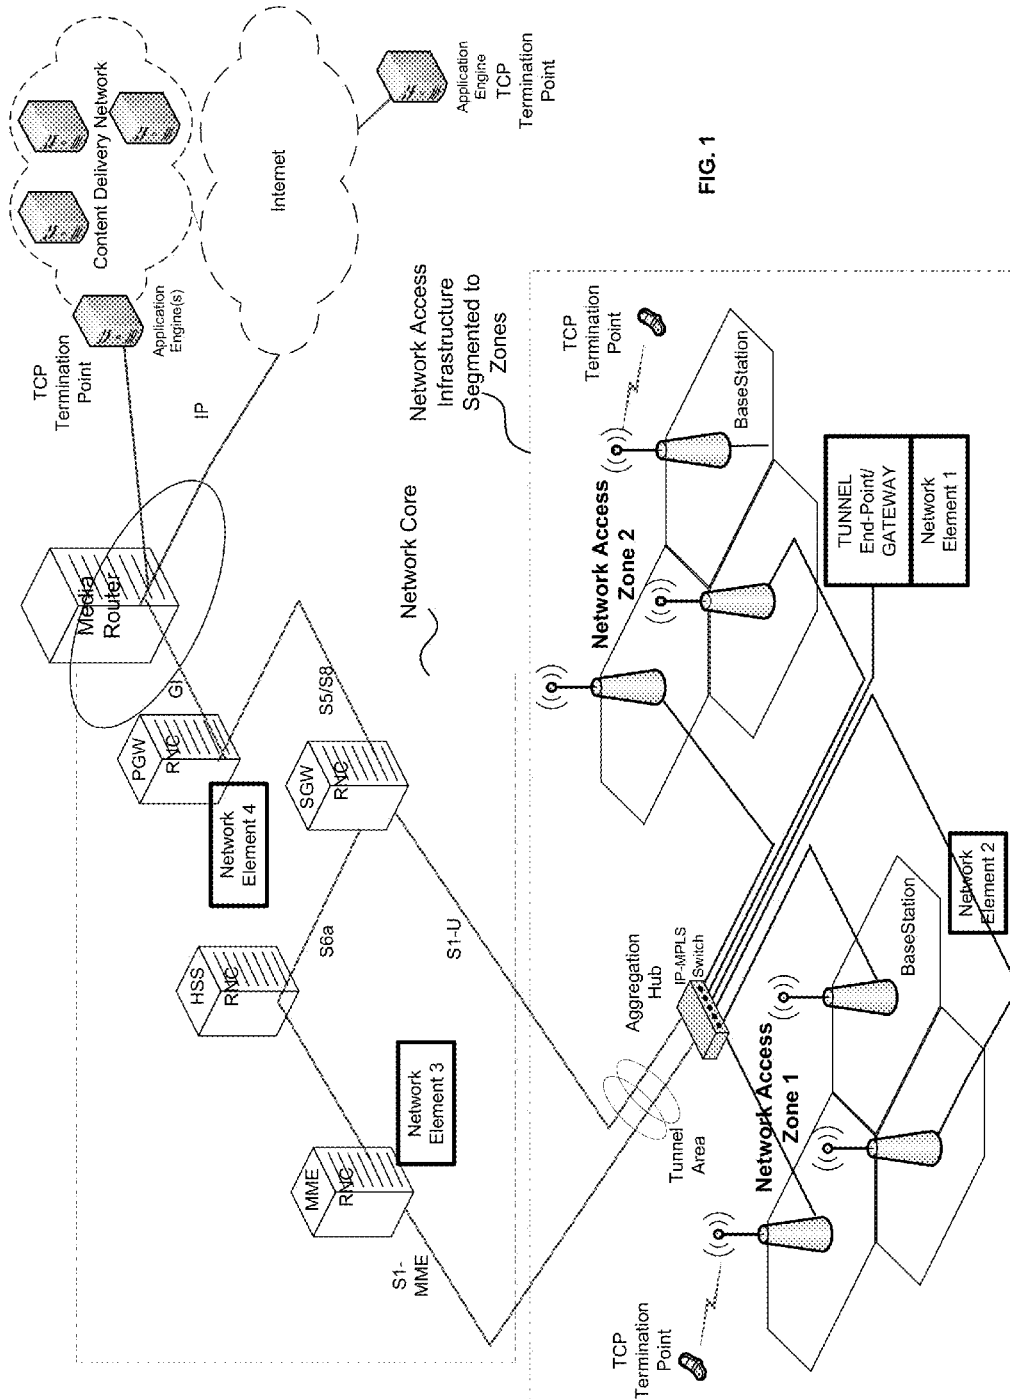 TCP
Termination
Point
Application
Engine(s)
Content Delivery Network
Internet
Application
Engine
TCP
Termination
Point
IP
Media
Router
GI
PGW
RNC
Network
Element 4
S5/S8
SGW
RNC
HSS
RNC
S6a
S1-U
MME
RNC
Network
Element 3
S1-
MME
Network Core
Network Access
Infrastructure
Segmented to
Zones
FIG. 1
Aggregation
Hub
IP-MPLS
Switch
Tunnel
Area
TCP
Termination
Point
Network Access
Zone 1
BaseStation
Network
Element 2
Network Access
Zone 2
BaseStation
TCP
Termination
Point
TUNNEL
End-Point/
GATEWAY
Network
Element 1